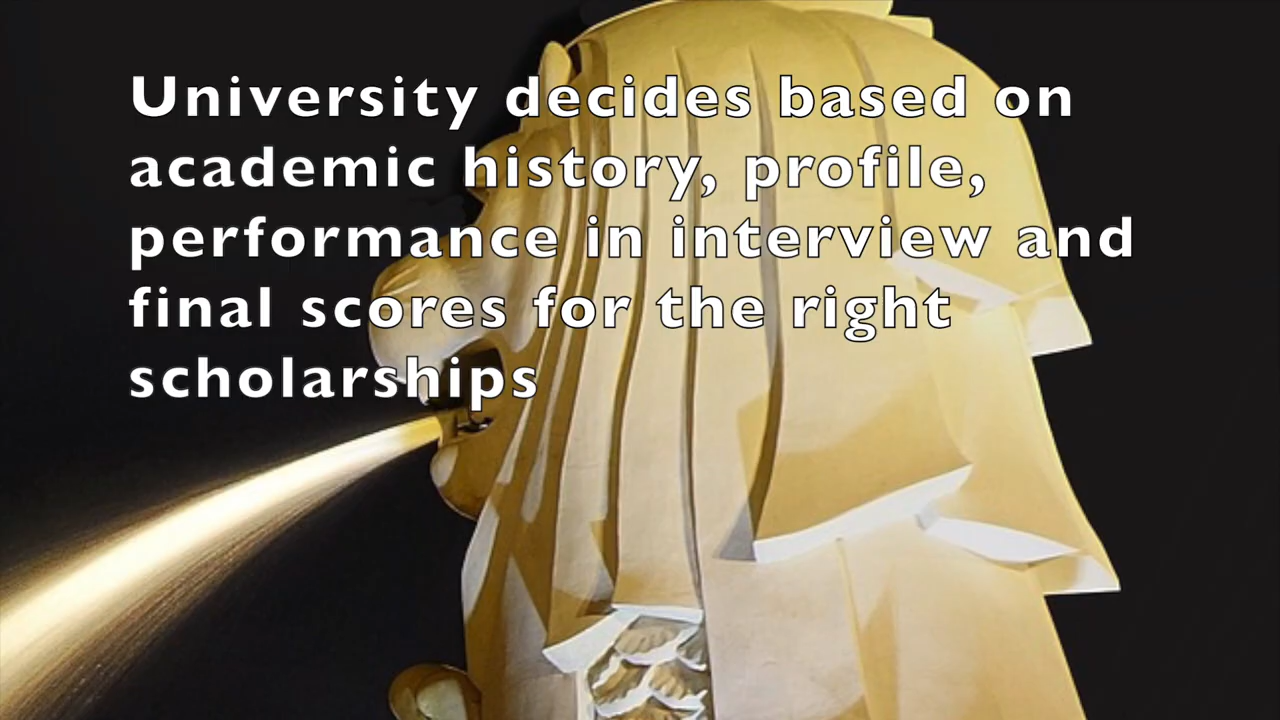 University decides based on
academic history, profile,
performance in interview and
final scores for the right
scholarships